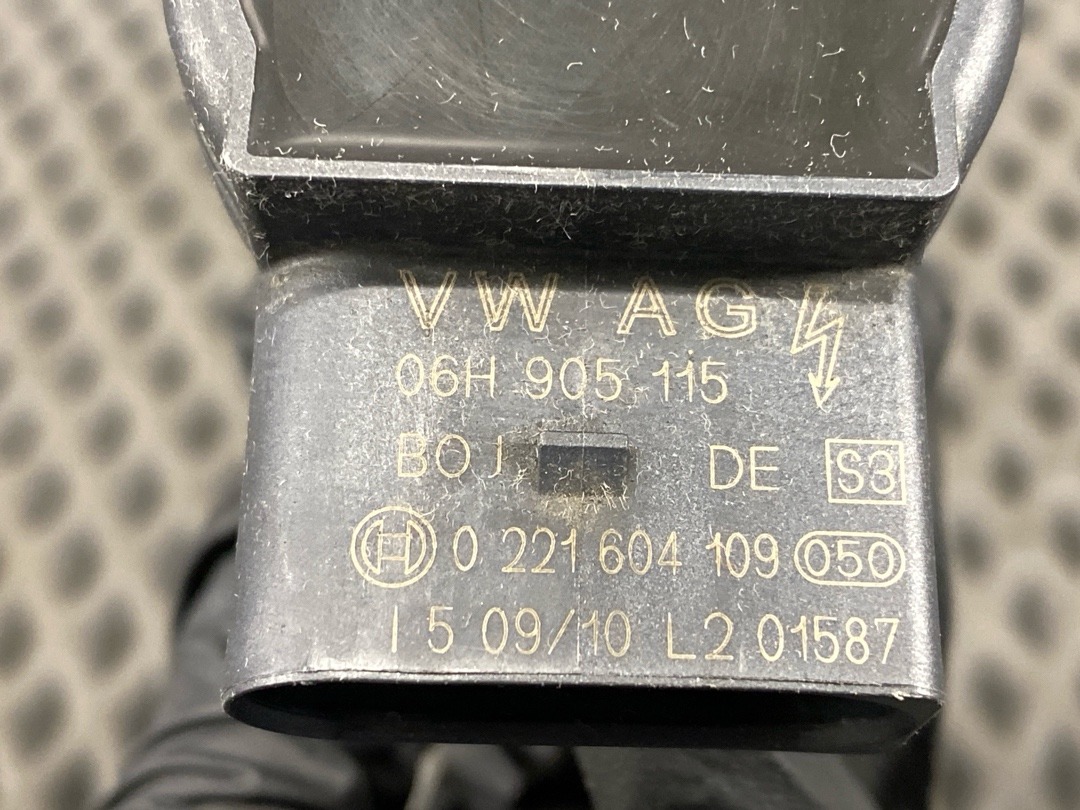 VW AG
06H 905 115
BOJ DE S3
0 221 604 109 050
I 5 09/10 L2 01587